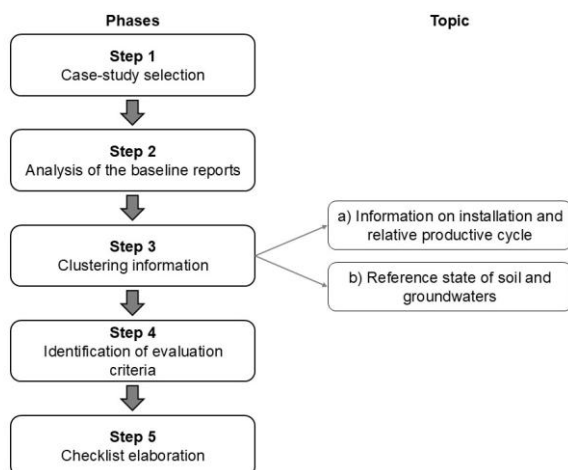 Phases
Topic
Step 1
Case-study selection
Step 2
Analysis of the baseline reports
Step 3
Clustering information
a) Information on installation and
relative productive cycle
b) Reference state of soil and
groundwaters
Step 4
Identification of evaluation
criteria
Step 5
Checklist elaboration